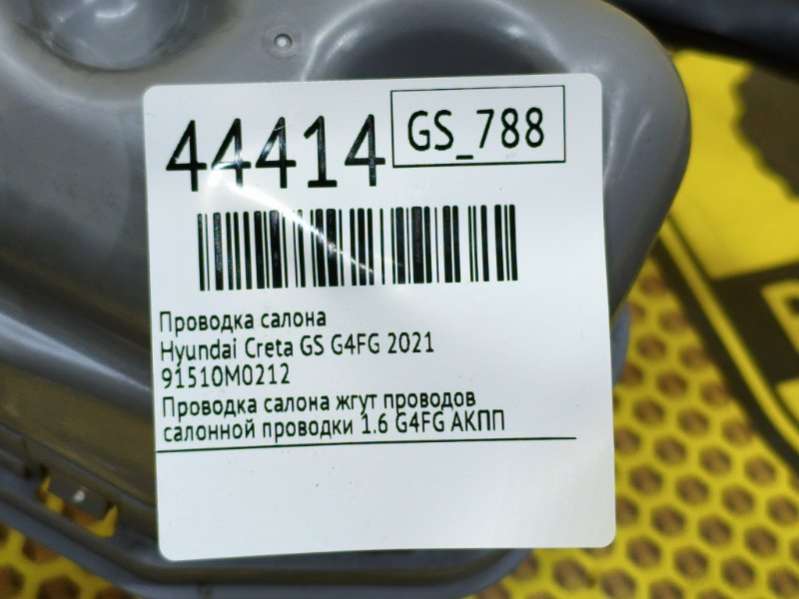 44414
GS_788
Проводка салона
Hyundai Creta GS G4FG 2021
91510M0212
Проводка салона жгут проводов
салонной проводки 1.6 G4FG АКПП